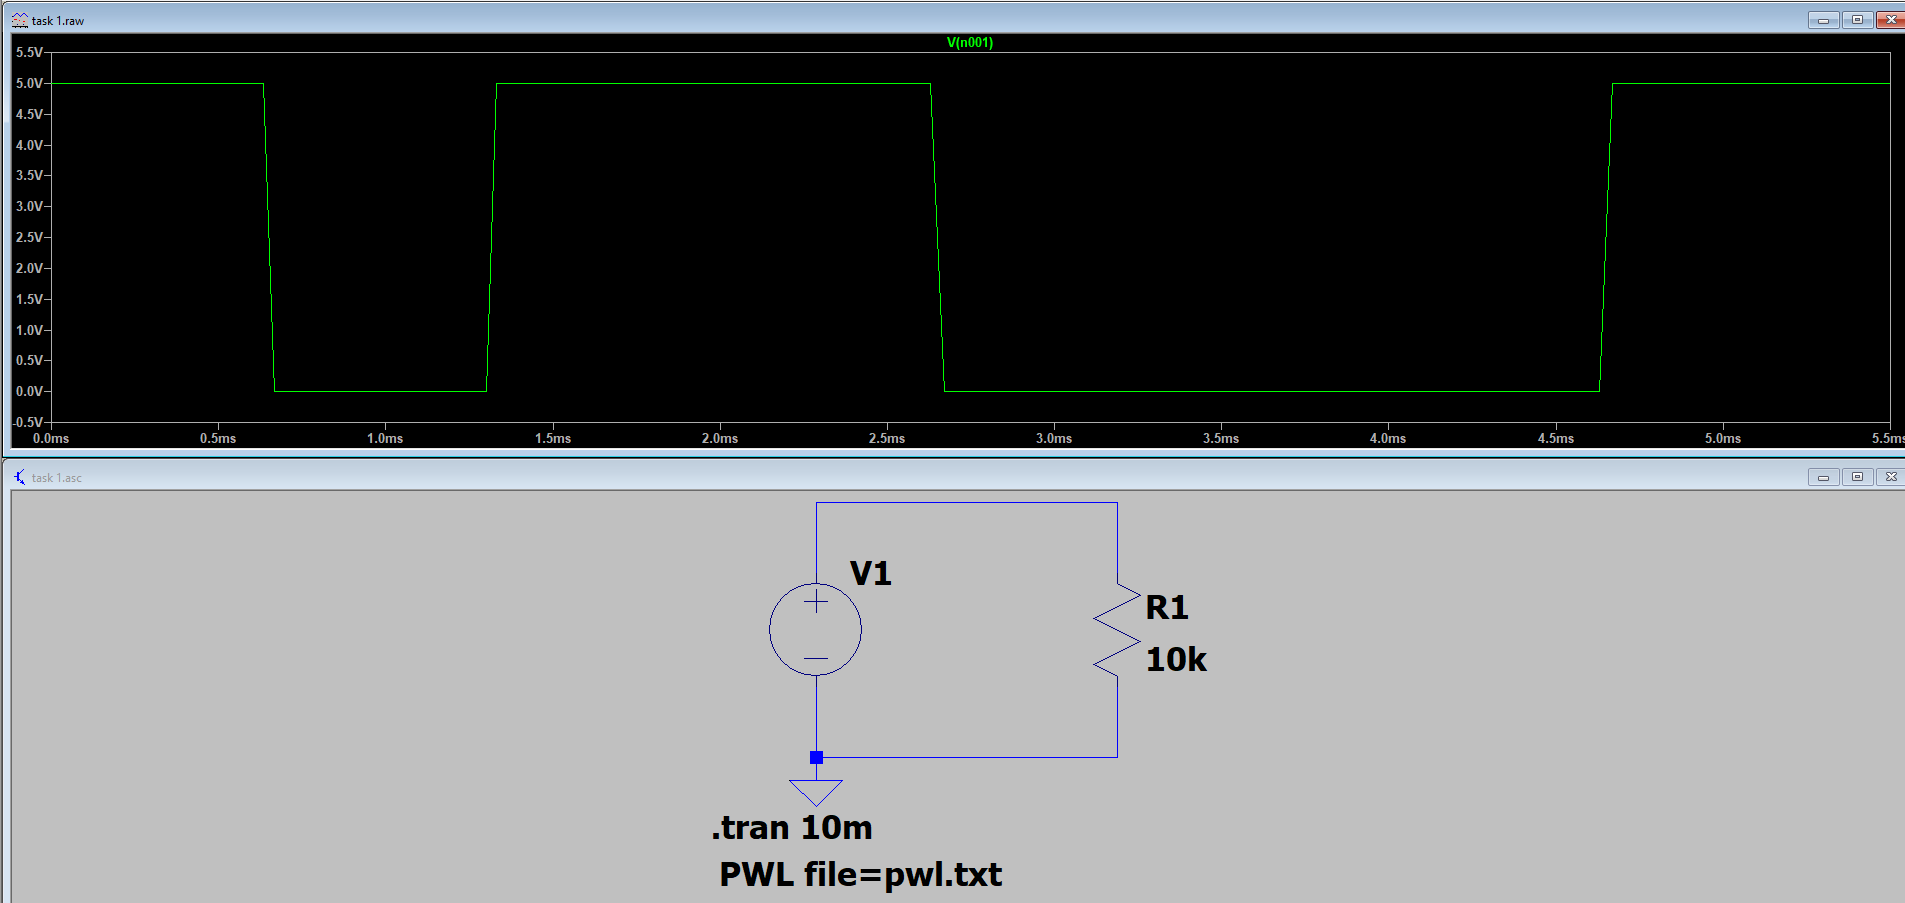 task 1.raw
V(n001)
5.5V
5.0V
4.5V
4.0V
3.5V
3.0V
2.5V
2.0V
1.5V
1.0V
0.5V
0.0V
-0.5V
0.0ms 0.5ms 1.0ms 1.5ms 2.0ms 2.5ms 3.0ms 3.5ms 4.0ms 4.5ms 5.0ms 5.5ms
task 1.asc
V1
R1
10k
.tran 10m
PWL file=pwl.txt